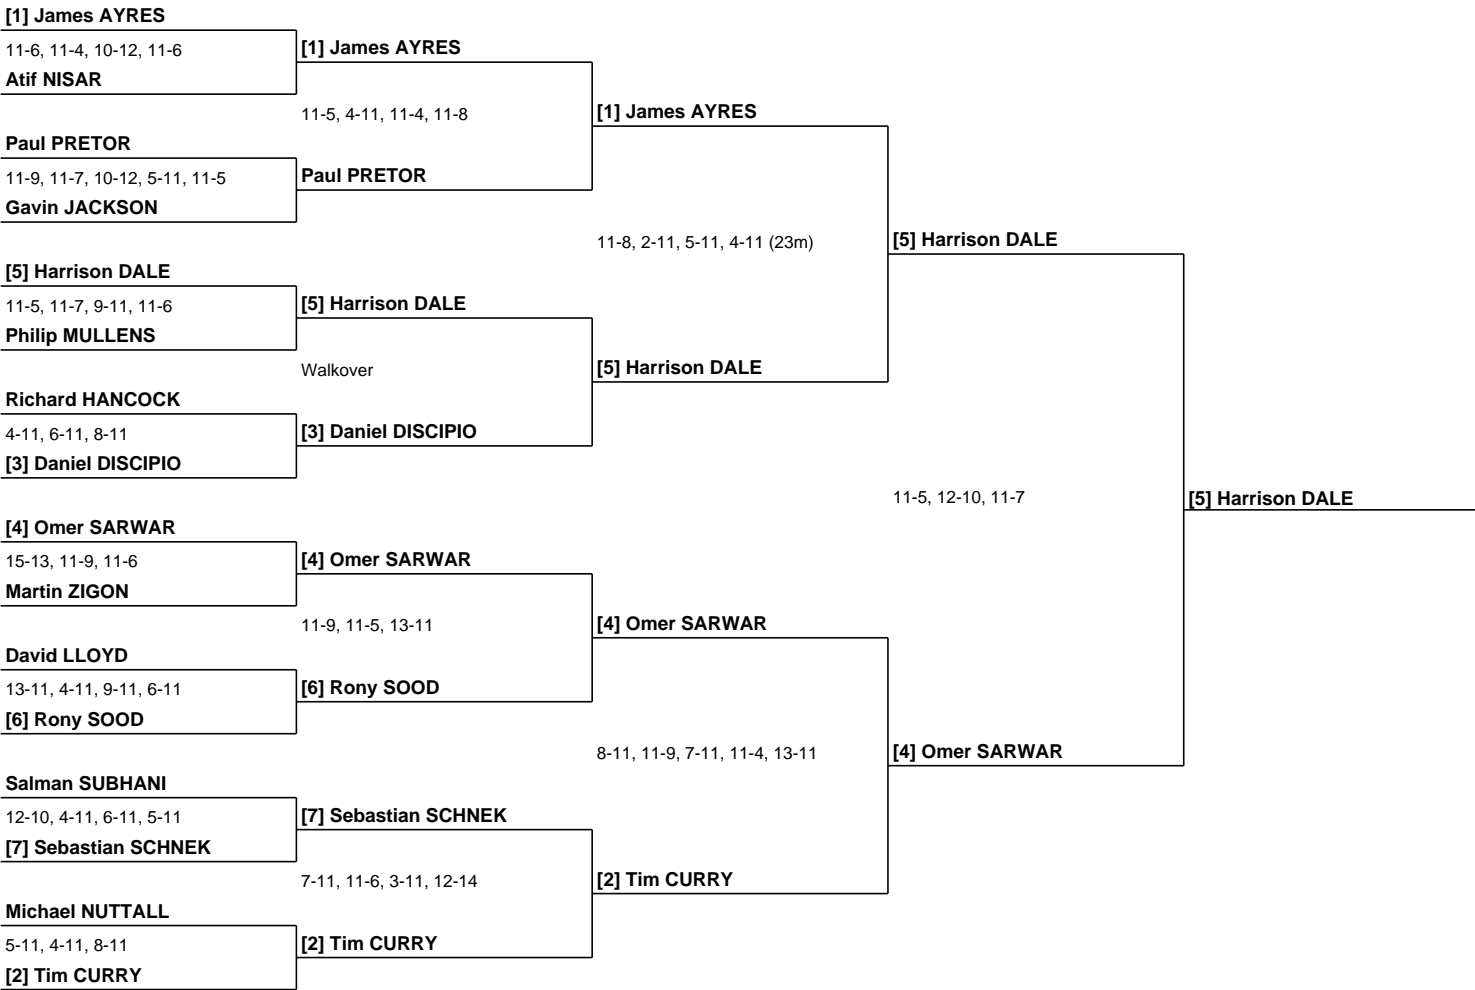 [1] James AYRES
11-6, 11-4, 10-12, 11-6
Atif NISAR
Paul PRETOR
11-9, 11-7, 10-12, 5-11, 11-5
Gavin JACKSON
[5] Harrison DALE
11-5, 11-7, 9-11, 11-6
Philip MULLENS
Richard HANCOCK
4-11, 6-11, 8-11
[3] Daniel DISCIPIO
[4] Omer SARWAR
15-13, 11-9, 11-6
Martin ZIGON
David LLOYD
13-11, 4-11, 9-11, 6-11
[6] Rony SOOD
Salman SUBHANI
12-10, 4-11, 6-11, 5-11
[7] Sebastian SCHNEK
Michael NUTTALL
5-11, 4-11, 8-11
[2] Tim CURRY
[1] James AYRES
11-5, 4-11, 11-4, 11-8
Paul PRETOR
[5] Harrison DALE
Walkover
[3] Daniel DISCIPIO
[4] Omer SARWAR
11-9, 11-5, 13-11
[6] Rony SOOD
[7] Sebastian SCHNEK
7-11, 11-6, 3-11, 12-14
[2] Tim CURRY
[1] James AYRES
11-8, 2-11, 5-11, 4-11 (23m)
[5] Harrison DALE
[4] Omer SARWAR
8-11, 11-9, 7-11, 11-4, 13-11
[2] Tim CURRY
[5] Harrison DALE
11-5, 12-10, 11-7
[4] Omer SARWAR
[5] Harrison DALE